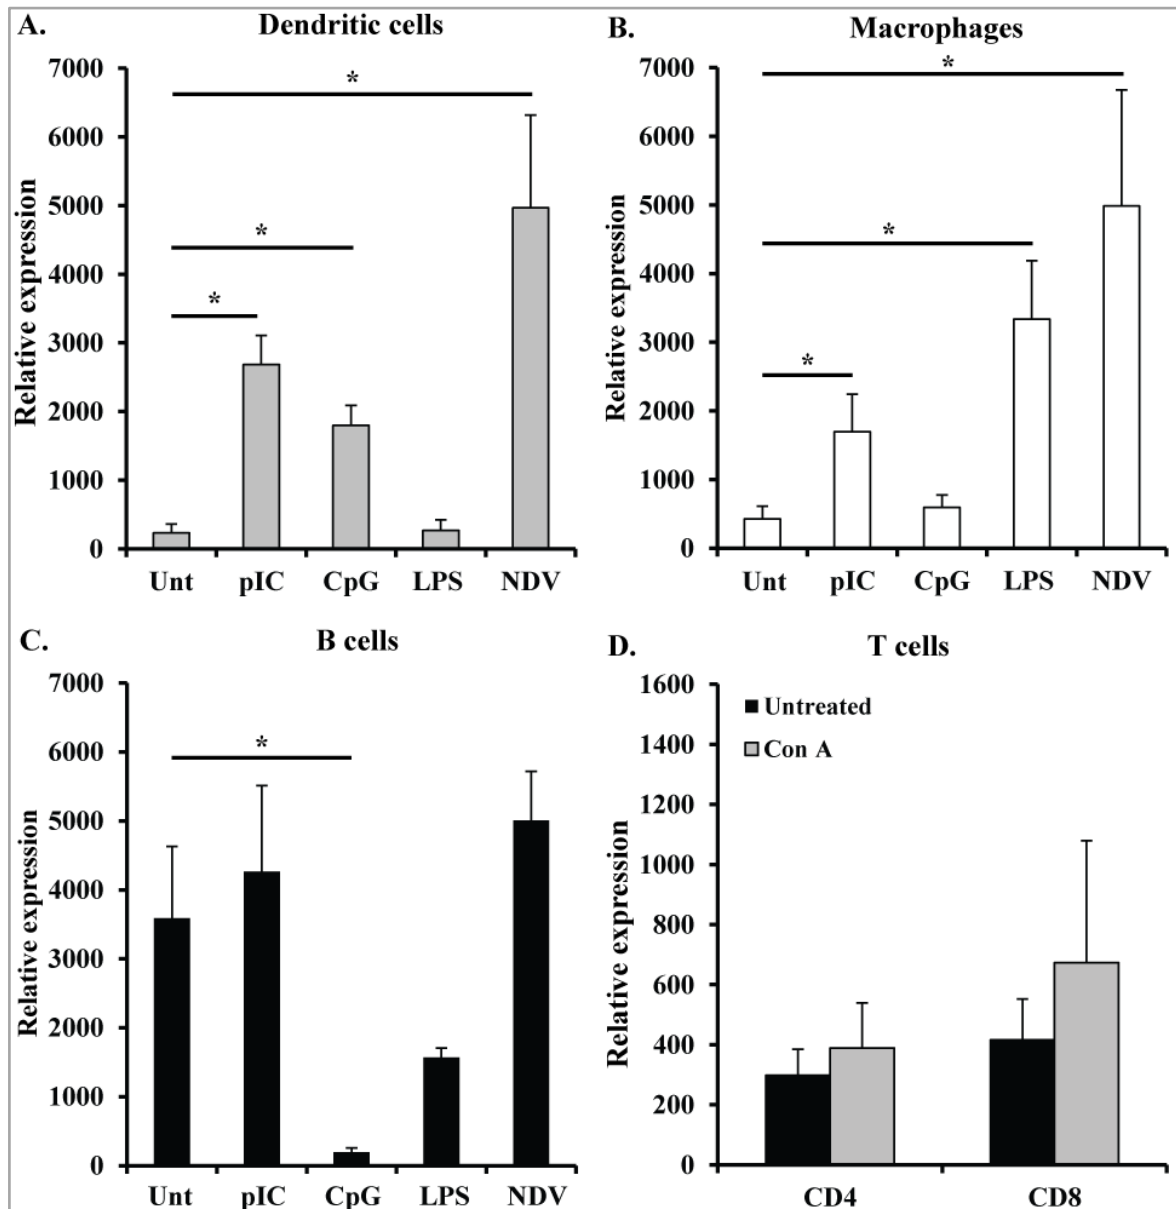 A.
Dendritic cells
Relative expression
7000
6000
5000
4000
3000
2000
1000
0
*
*
*
Unt pIC CpG LPS NDV
B.
Macrophages
Relative expression
7000
6000
5000
4000
3000
2000
1000
0
*
*
*
Unt pIC CpG LPS NDV
C.
B cells
Relative expression
7000
6000
5000
4000
3000
2000
1000
0
*
Unt pIC CpG LPS NDV
D.
T cells
Relative expression
1600
1400
1200
1000
800
600
400
200
0
Untreated
Con A
CD4 CD8